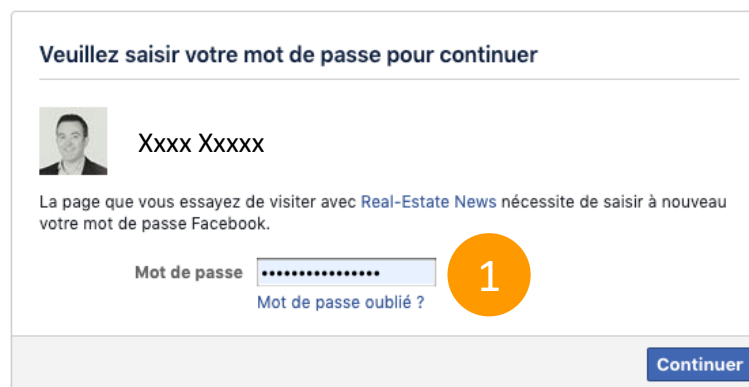 Veuillez saisir votre mot de passe pour continuer
Xxxx Xxxxx
La page que vous essayez de visiter avec Real-Estate News nécessite de saisir à nouveau
votre mot de passe Facebook.
Mot de passe ••••••••••••••••
1
Mot de passe oublié ?
Continuer